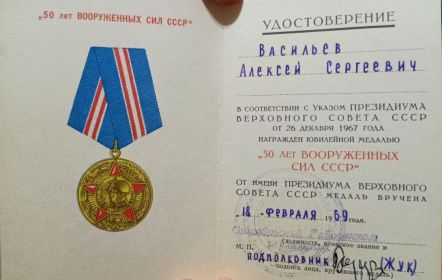 „50 лет ВООРУЖЕННЫХ СИЛ СССР“
УДОСТОВЕРЕНИЕ
Васильев
Алексей Сергеевич
В СООТВЕТСТВИИ С УКАЗОМ ПРЕЗИДИУМА
ВЕРХОВНОГО СОВЕТА СССР
ОТ 26 ДЕКАБРЯ 1967 ГОДА
НАГРАЖДЕН ЮБИЛЕЙНОЙ МЕДАЛЬЮ
„50 ЛЕТ ВООРУЖЕННЫХ
СИЛ СССР“
ОТ ИМЕНИ ПРЕЗИДИУМА ВЕРХОВНОГО
СОВЕТА СССР МЕДАЛЬ ВРУЧЕНА
„18“ ФЕВРАЛЯ 1969 года.
(должность, воинское звание и
М. П.
ПОДПОЛКОВНИК (ЖУК)
подпись лица, вручившего